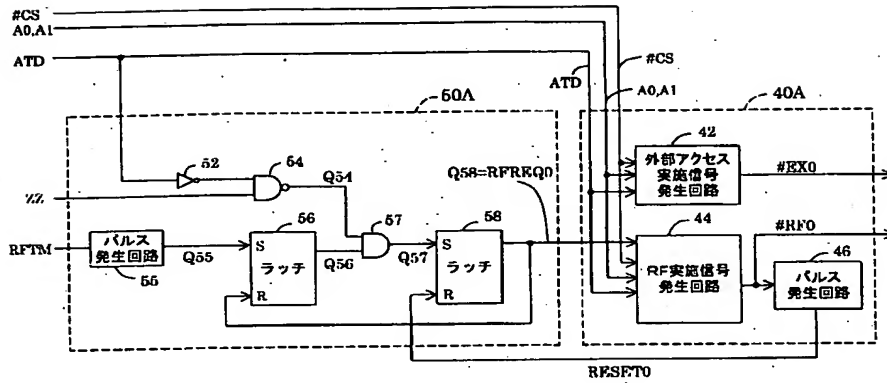 #CS
A0,A1
ATD
#CS
ATD
A0,A1
50A
40A
52
54
Q54
ZZ
42
外部アクセス
実施信号
発生回路
#EX0
Q58=RFREQ0
56
57
58
44
#RF0
RFTM
パルス
発生回路
Q55
55
S
ラッチ
R
Q56
Q57
S
ラッチ
R
RF実施信号
発生回路
46
パルス
発生回路
RESET0